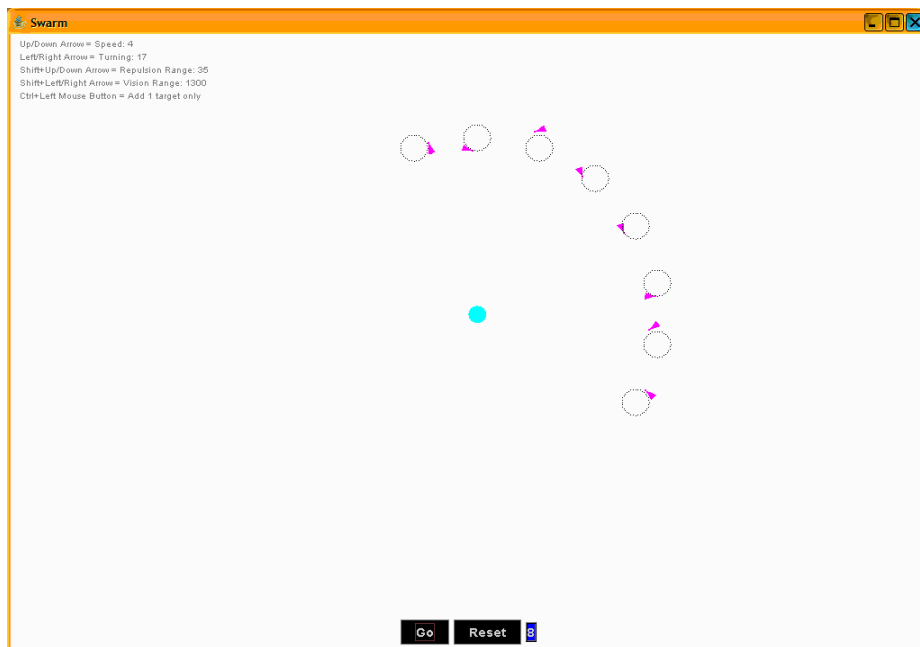 Swarm
Up/Down Arrow = Speed: 4
Left/Right Arrow = Turning: 17
Shift+Up/Down Arrow = Repulsion Range: 35
Shift+Left/Right Arrow = Vision Range: 1300
Ctrl+Left Mouse Button = Add 1 target only
Go Reset 8